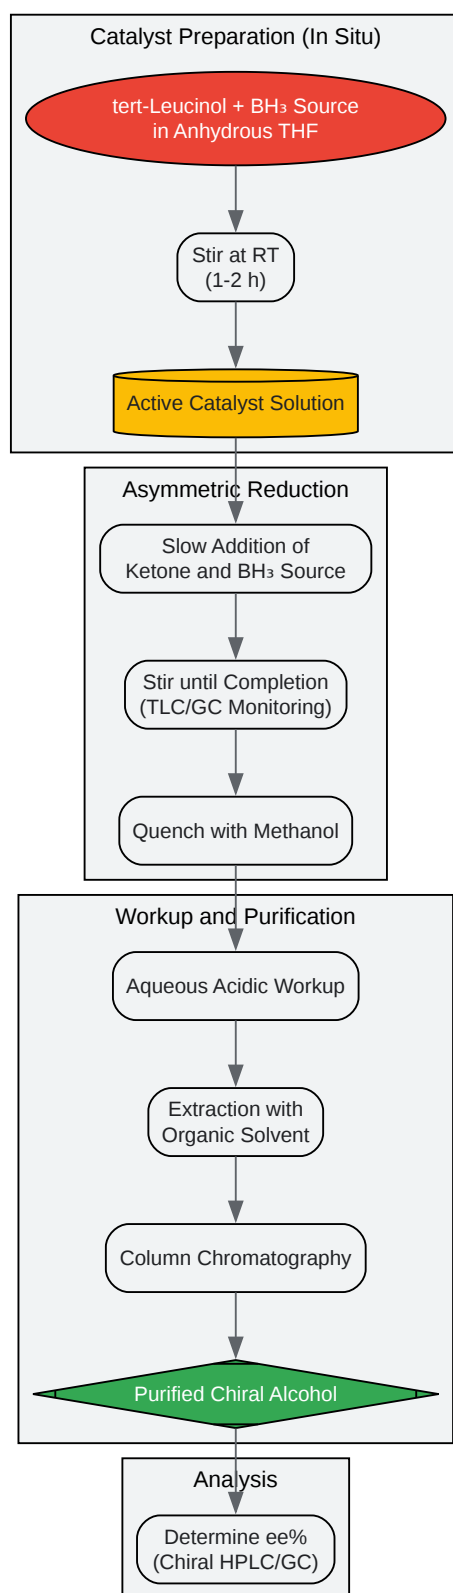 Catalyst Preparation (In Situ)
tert-Leucinol + BH₃ Source
in Anhydrous THF
Stir at RT
(1-2 h)
Active Catalyst Solution
Asymmetric Reduction
Slow Addition of
Ketone and BH₃ Source
Stir until Completion
(TLC/GC Monitoring)
Quench with Methanol
Workup and Purification
Aqueous Acidic Workup
Extraction with
Organic Solvent
Column Chromatography
Purified Chiral Alcohol
Analysis
Determine ee%
(Chiral HPLC/GC)